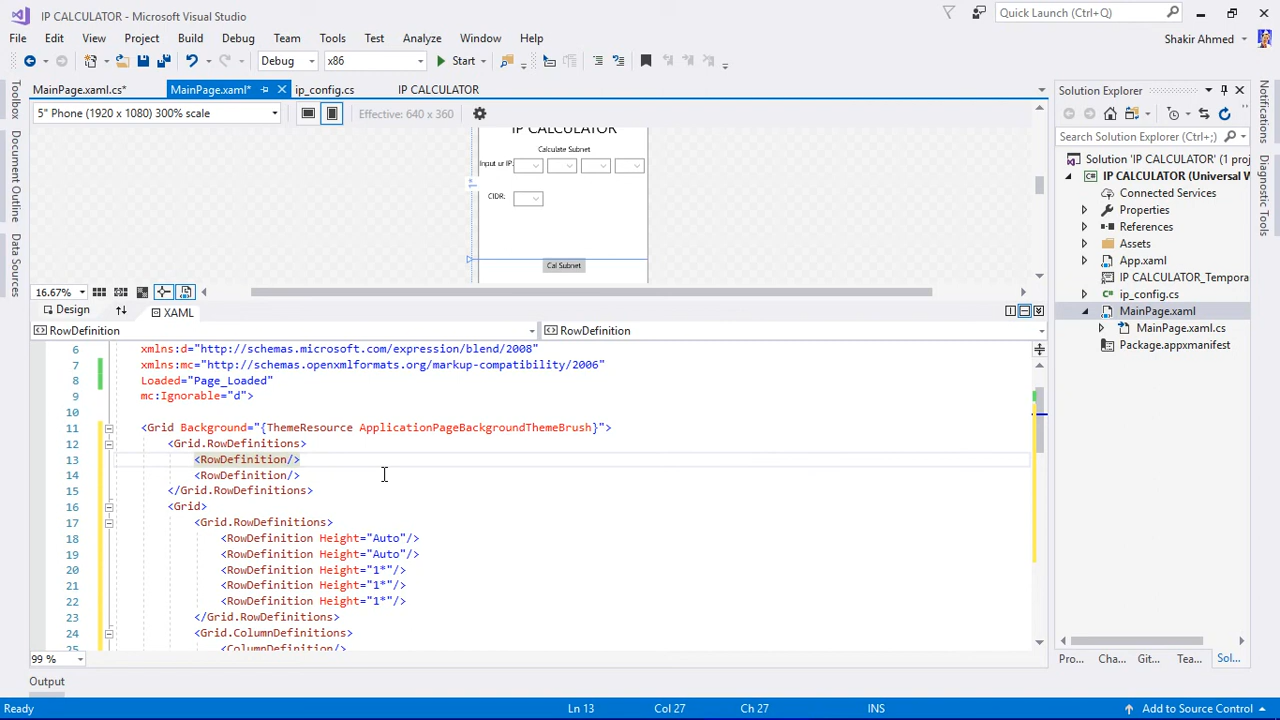 IP CALCULATOR - Microsoft Visual Studio
Quick Launch (Ctrl+Q)
File Edit View Project Build Debug Team Tools Test Analyze Window Help
Shakir Ahmed
Debug x86 Start
MainPage.xaml.cs* MainPage.xaml* ip_config.cs IP CALCULATOR
5" Phone (1920 x 1080) 300% scale Effective: 640 x 360
Toolbox
Document Outline
Data Sources
IP CALCULATOR
Calculate Subnet
Input ur IP:
CIDR:
Cal Subnet
16.67%
Design XAML
RowDefinition RowDefinition
6 xmlns:d="http://schemas.microsoft.com/expression/blend/2008"
7 xmlns:mc="http://schemas.openxmlformats.org/markup-compatibility/2006"
8 Loaded="Page_Loaded"
9 mc:Ignorable="d">
10
11 <Grid Background="{ThemeResource ApplicationPageBackgroundThemeBrush}">
12 <Grid.RowDefinitions>
13 <RowDefinition/>
14 <RowDefinition/>
15 </Grid.RowDefinitions>
16 <Grid>
17 <Grid.RowDefinitions>
18 <RowDefinition Height="Auto"/>
19 <RowDefinition Height="Auto"/>
20 <RowDefinition Height="1*"/>
21 <RowDefinition Height="1*"/>
22 <RowDefinition Height="1*"/>
23 </Grid.RowDefinitions>
24 <Grid.ColumnDefinitions>
25 <ColumnDefinition/>
99 %
Output
Ready Ln 13 Col 27 Ch 27 INS Add to Source Control
Solution Explorer
Search Solution Explorer (Ctrl+;)
Solution 'IP CALCULATOR' (1 proj
IP CALCULATOR (Universal W
Connected Services
Properties
References
Assets
App.xaml
IP CALCULATOR_Tempora
ip_config.cs
MainPage.xaml
MainPage.xaml.cs
Package.appxmanifest
Pro... Cha... Git... Tea... Sol...
Notifications
Diagnostic Tools